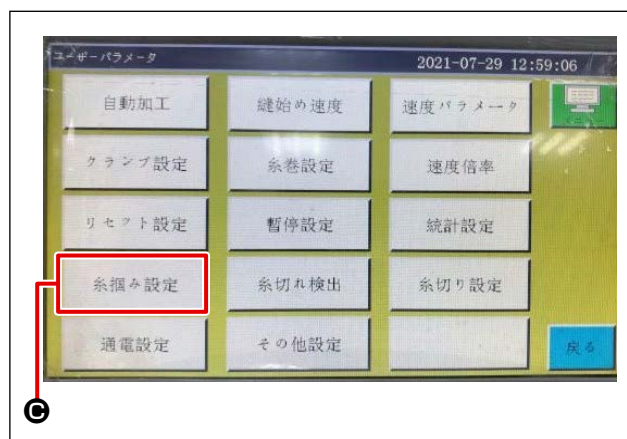 ユーザーパラメータ 2021-07-29 12:59:06
自動加工 縫始め速度 速度パラメータ
クランプ設定 糸巻設定 速度倍率
リセット設定 暫停設定 統計設定
糸掴み設定 糸切れ検出 糸切り設定
通電設定 その他設定 戻る
C